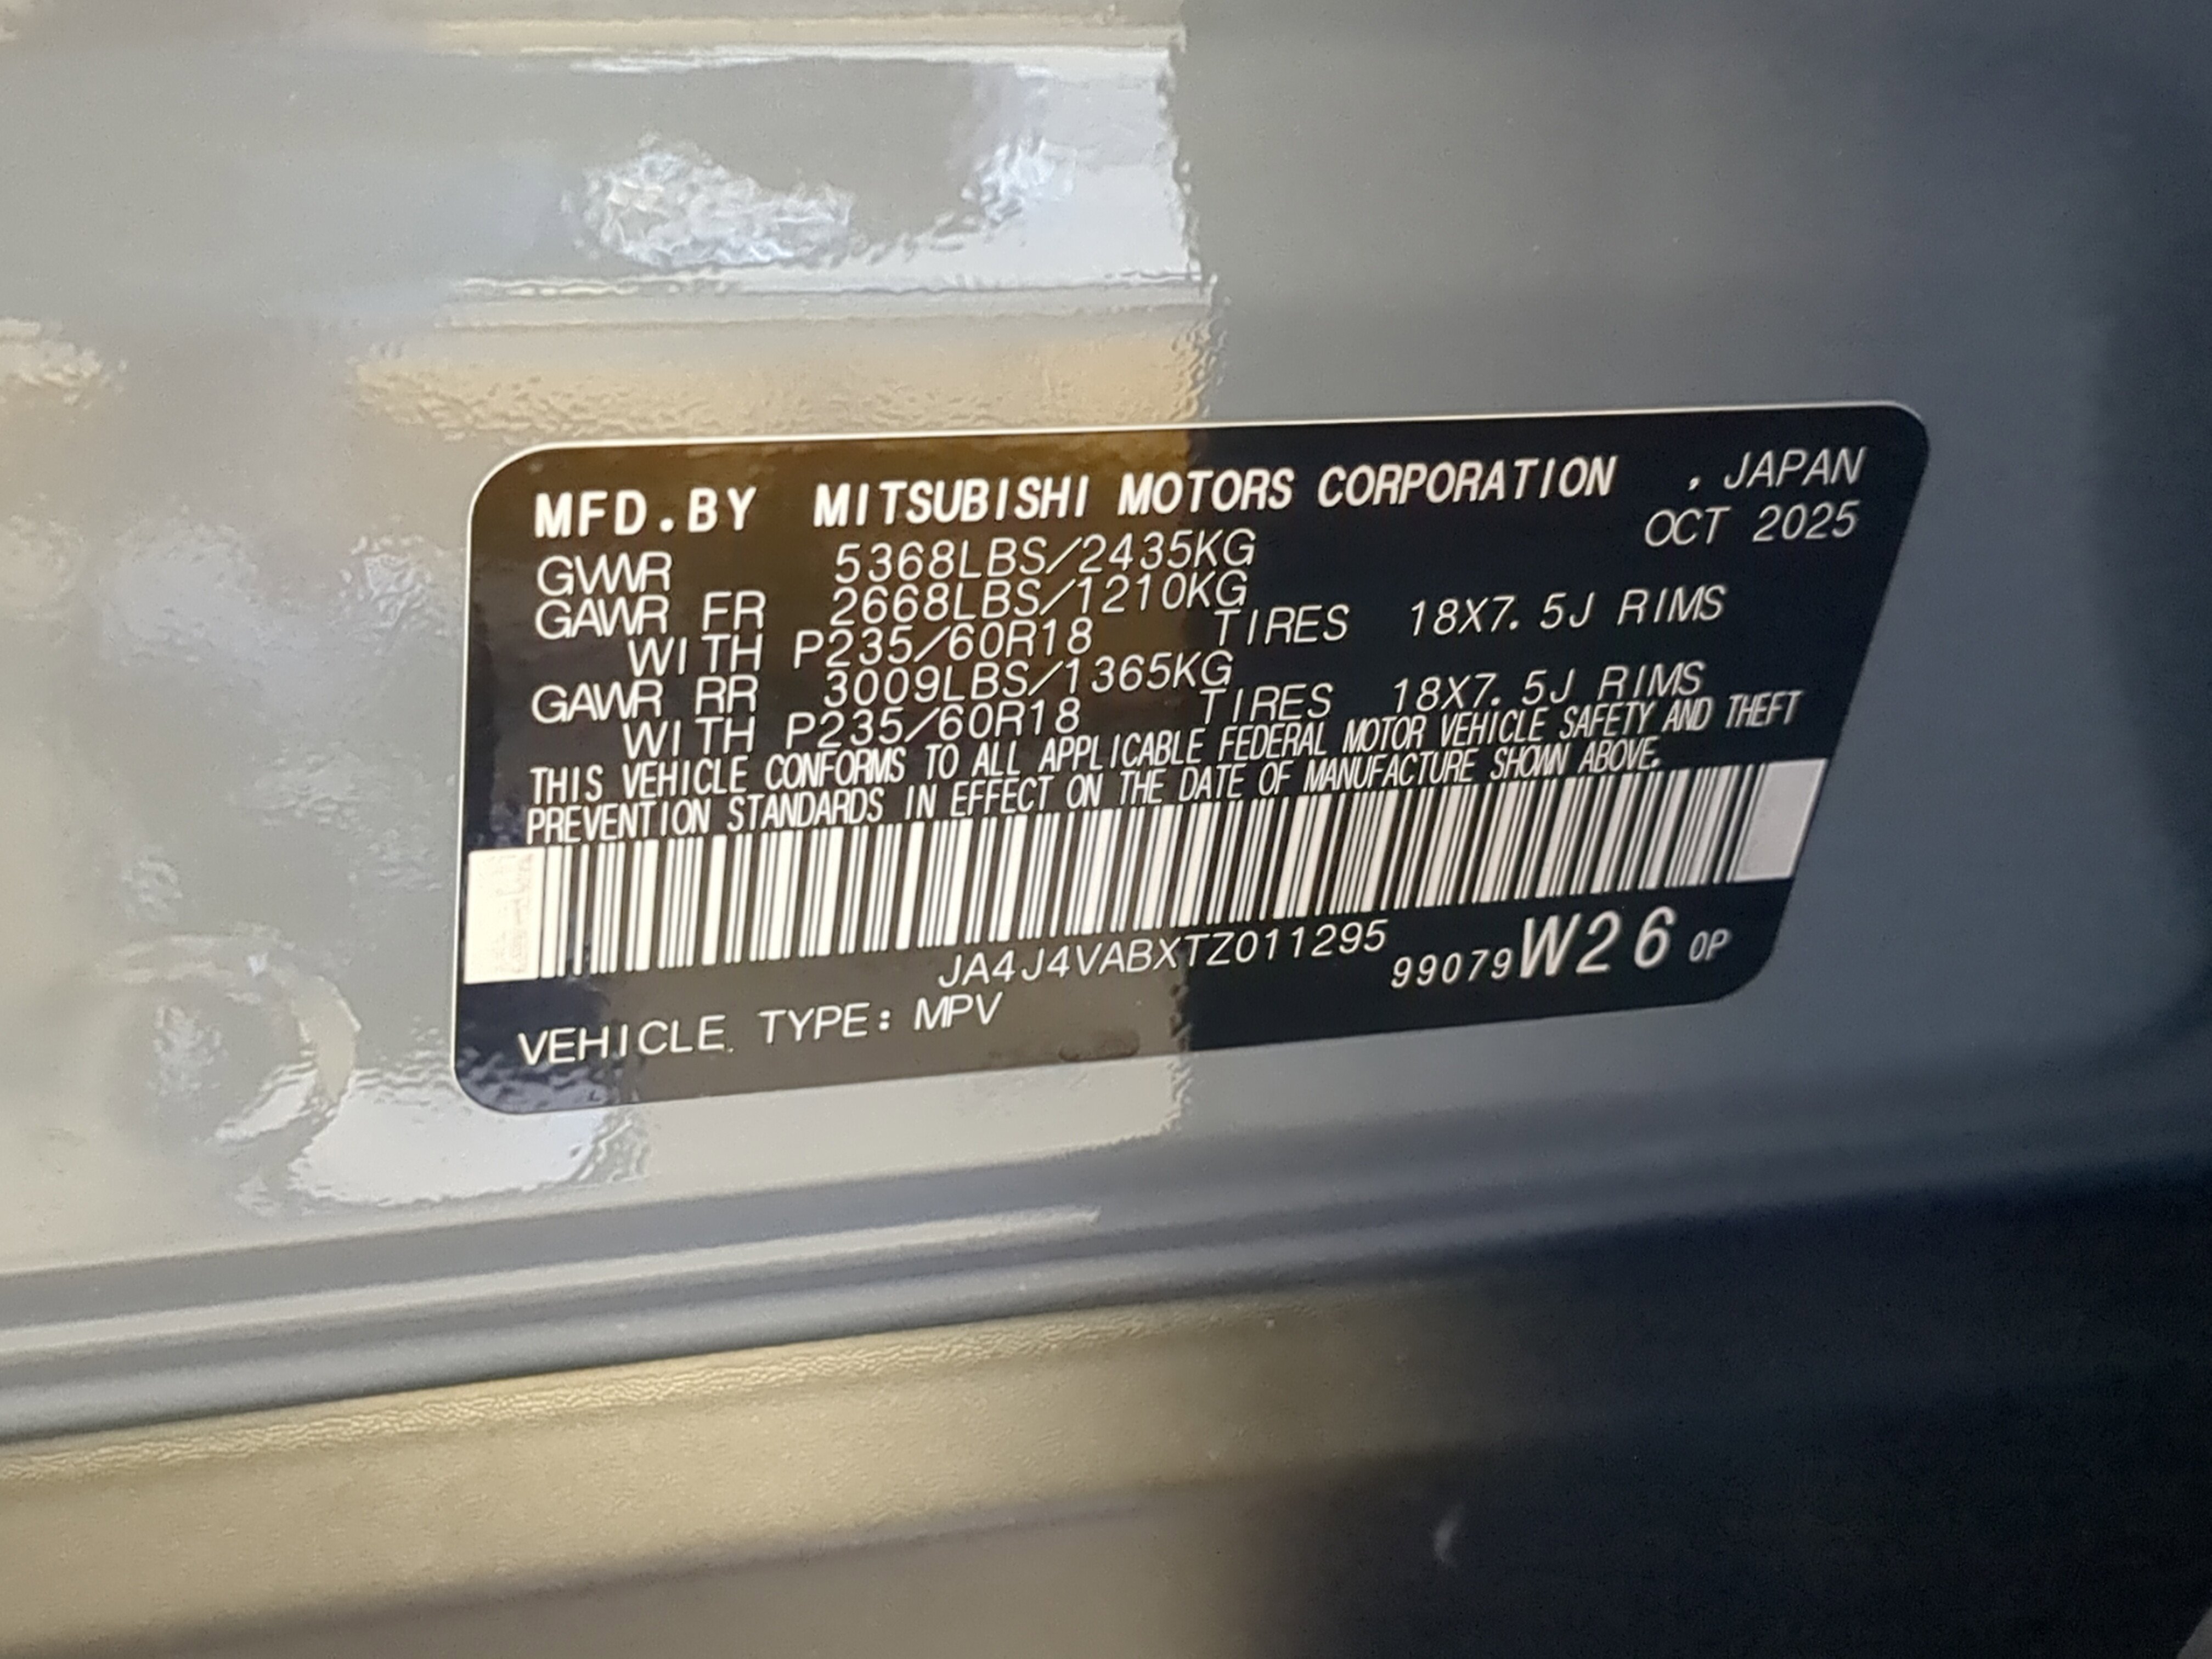 MFD.BY MITSUBISHI MOTORS CORPORATION , JAPAN
OCT 2025
GVWR 5368LBS/2435KG
GAWR FR 2668LBS/1210KG
WITH P235/60R18 TIRES 18X7.5J RIMS
GAWR RR 3009LBS/1365KG
WITH P235/60R18 TIRES 18X7.5J RIMS
THIS VEHICLE CONFORMS TO ALL APPLICABLE FEDERAL MOTOR VEHICLE SAFETY AND THEFT
PREVENTION STANDARDS IN EFFECT ON THE DATE OF MANUFACTURE SHOWN ABOVE.
JA4J4VABXTZ011295
99079W26 0P
VEHICLE TYPE: MPV